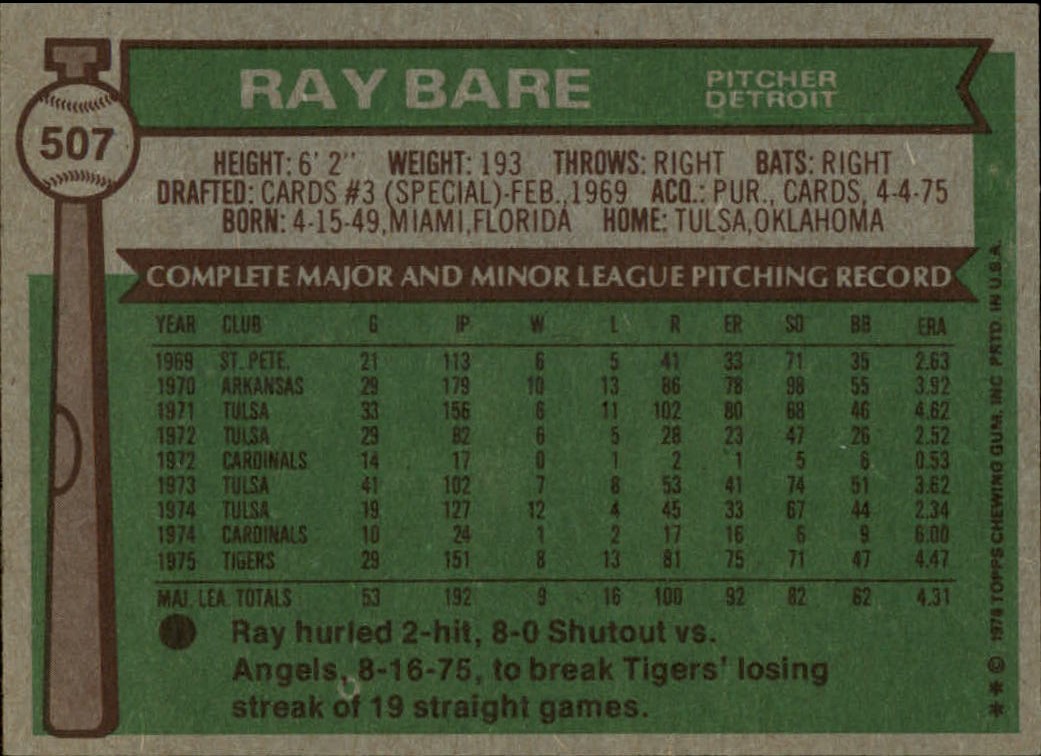 RAY BARE PITCHER
DETROIT
507
HEIGHT: 6' 2" WEIGHT: 193 THROWS: RIGHT BATS: RIGHT
DRAFTED: CARDS #3 (SPECIAL)-FEB.,1969 ACQ.: PUR., CARDS, 4-4-75
BORN: 4-15-49,MIAMI,FLORIDA HOME: TULSA,OKLAHOMA
COMPLETE MAJOR AND MINOR LEAGUE PITCHING RECORD
YEAR CLUB G IP W L R ER SO BB ERA
1969 ST. PETE. 21 113 6 5 41 33 71 35 2.63
1970 ARKANSAS 29 179 10 13 86 78 98 55 3.92
1971 TULSA 33 156 6 11 102 80 68 46 4.62
1972 TULSA 29 82 6 5 28 23 47 26 2.52
1972 CARDINALS 14 17 0 1 2 1 5 6 0.53
1973 TULSA 41 102 7 8 53 41 74 51 3.62
1974 TULSA 19 127 12 4 45 33 67 44 2.34
1974 CARDINALS 10 24 1 2 17 16 6 9 6.00
1975 TIGERS 29 151 8 13 81 75 71 47 4.47
MAJ. LEA. TOTALS 53 192 9 16 100 92 82 62 4.31
Ray hurled 2-hit, 8-0 Shutout vs.
Angels, 8-16-75, to break Tigers' losing
streak of 19 straight games.
** © 1976 TOPPS CHEWING GUM, INC. PRTD. IN U.S.A.